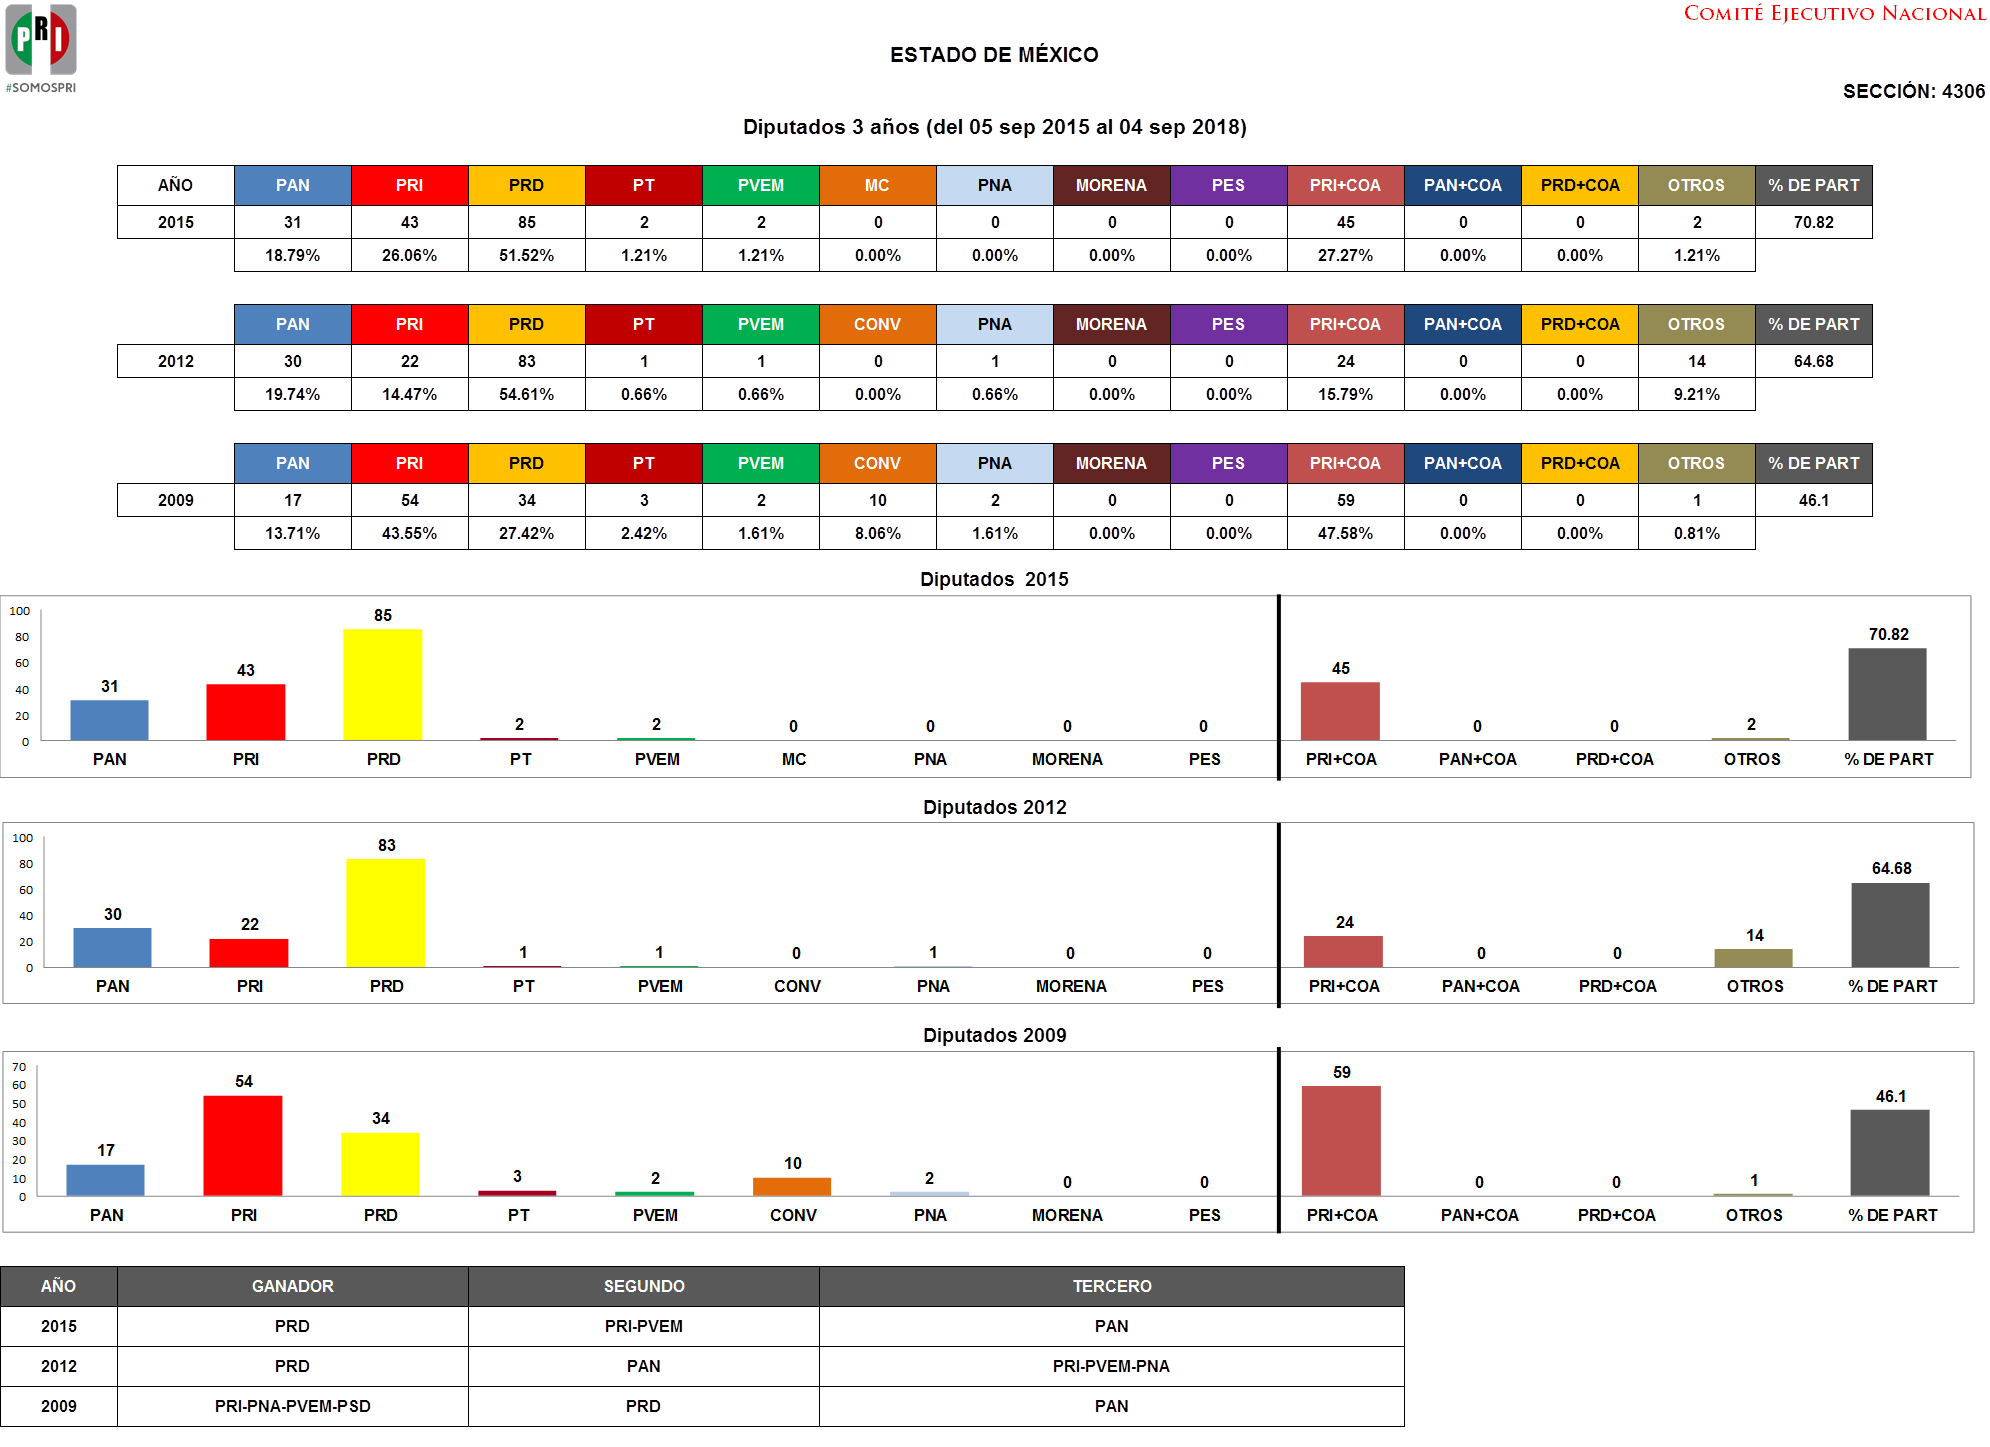 PRI
#SOMOSPRI
COMITÉ EJECUTIVO NACIONAL
ESTADO DE MÉXICO
SECCIÓN: 4306
Diputados 3 años (del 05 sep 2015 al 04 sep 2018)
AÑO PAN PRI PRD PT PVEM MC PNA MORENA PES PRI+COA PAN+COA PRD+COA OTROS % DE PART
2015 31 43 85 2 2 0 0 0 0 45 0 0 2 70.82
18.79% 26.06% 51.52% 1.21% 1.21% 0.00% 0.00% 0.00% 0.00% 27.27% 0.00% 0.00% 1.21%
PAN PRI PRD PT PVEM CONV PNA MORENA PES PRI+COA PAN+COA PRD+COA OTROS % DE PART
2012 30 22 83 1 1 0 1 0 0 24 0 0 14 64.68
19.74% 14.47% 54.61% 0.66% 0.66% 0.00% 0.66% 0.00% 0.00% 15.79% 0.00% 0.00% 9.21%
PAN PRI PRD PT PVEM CONV PNA MORENA PES PRI+COA PAN+COA PRD+COA OTROS % DE PART
2009 17 54 34 3 2 10 2 0 0 59 0 0 1 46.1
13.71% 43.55% 27.42% 2.42% 1.61% 8.06% 1.61% 0.00% 0.00% 47.58% 0.00% 0.00% 0.81%
Diputados 2015
100
80
60
40
20
0
31 43 85 2 2 0 0 0 0 45 0 0 2 70.82
PAN PRI PRD PT PVEM MC PNA MORENA PES PRI+COA PAN+COA PRD+COA OTROS % DE PART
Diputados 2012
100
80
60
40
20
0
30 22 83 1 1 0 1 0 0 24 0 0 14 64.68
PAN PRI PRD PT PVEM CONV PNA MORENA PES PRI+COA PAN+COA PRD+COA OTROS % DE PART
Diputados 2009
70
60
50
40
30
20
10
0
17 54 34 3 2 10 2 0 0 59 0 0 1 46.1
PAN PRI PRD PT PVEM CONV PNA MORENA PES PRI+COA PAN+COA PRD+COA OTROS % DE PART
AÑO GANADOR SEGUNDO TERCERO
2015 PRD PRI-PVEM PAN
2012 PRD PAN PRI-PVEM-PNA
2009 PRI-PNA-PVEM-PSD PRD PAN